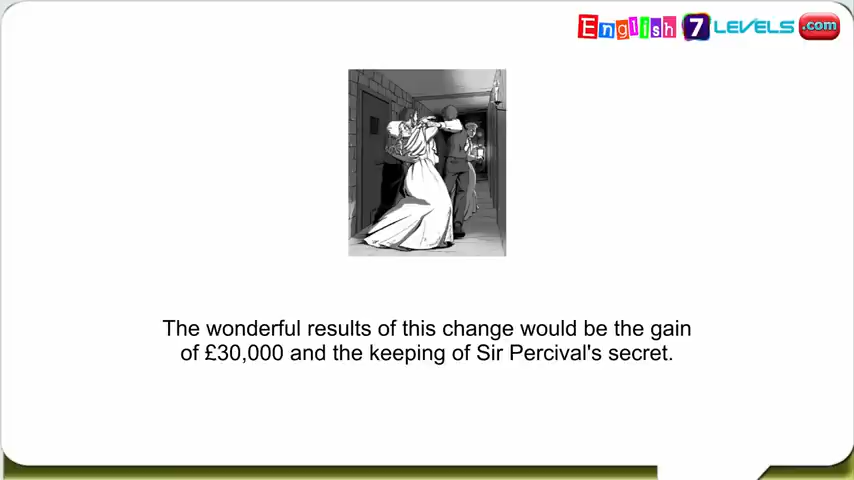 English 7 LEVELS .com
The wonderful results of this change would be the gain
of £30,000 and the keeping of Sir Percival's secret.